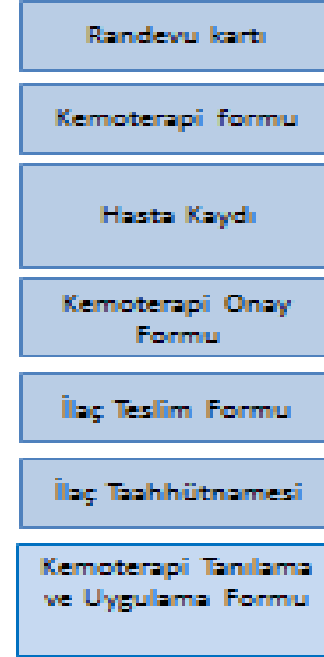 Randevu kartı
Kemoterapi formu
Hasta Kaydı
Kemoterapi Onay
Formu
İlaç Teslim Formu
İlaç Taahhütnamesi
Kemoterapi Tanılama
ve Uygulama Formu